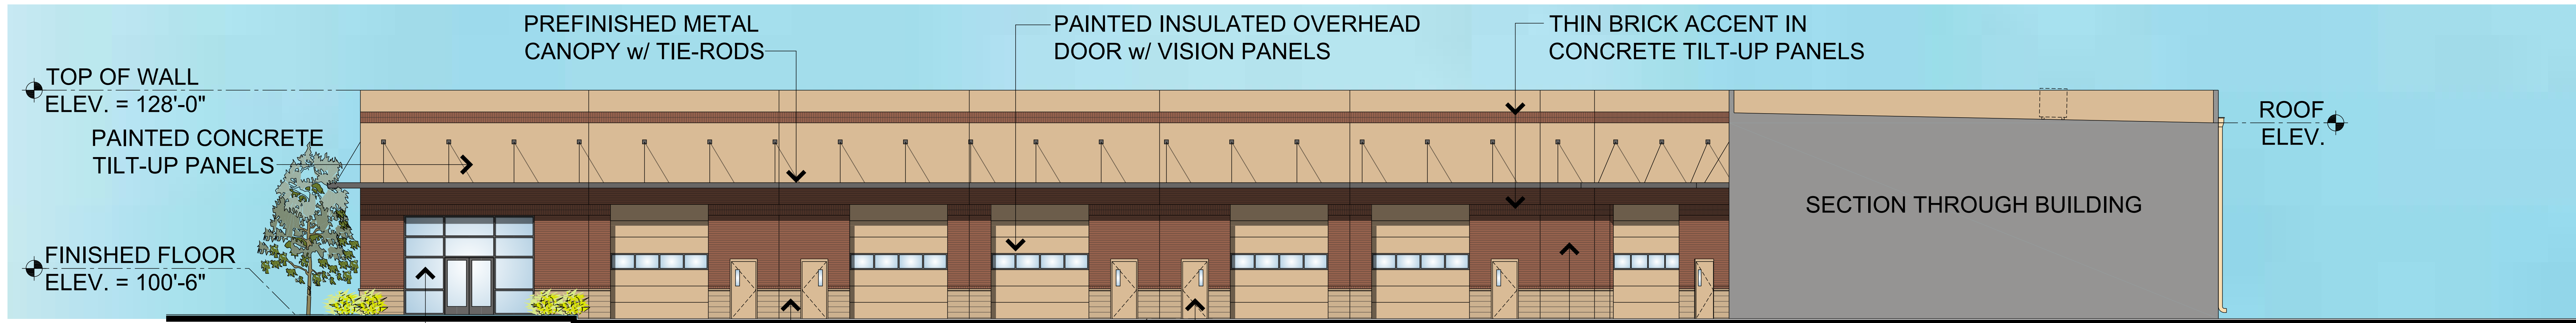 PREFINISHED METAL
CANOPY w/ TIE-RODS
PAINTED INSULATED OVERHEAD
DOOR w/ VISION PANELS
THIN BRICK ACCENT IN
CONCRETE TILT-UP PANELS
TOP OF WALL
ELEV. = 128'-0"
PAINTED CONCRETE
TILT-UP PANELS
ROOF
ELEV.
SECTION THROUGH BUILDING
FINISHED FLOOR
ELEV. = 100'-6"